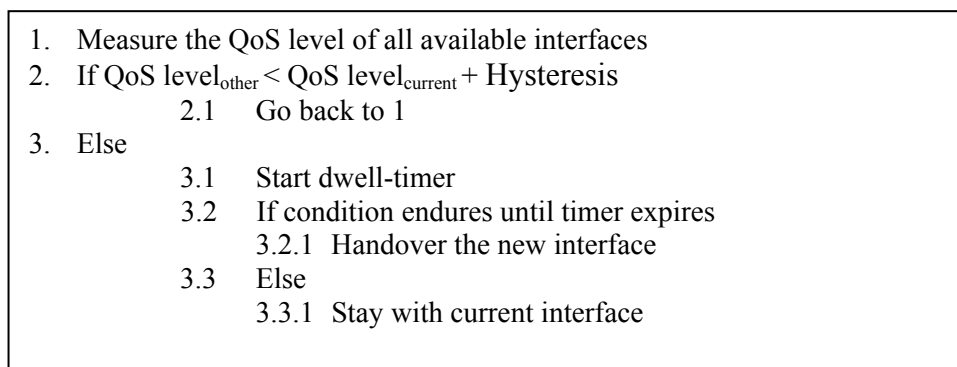 1. Measure the QoS level of all available interfaces
2. If QoS level_other < QoS level_current + Hysteresis
2.1 Go back to 1
3. Else
3.1 Start dwell-timer
3.2 If condition endures until timer expires
3.2.1 Handover the new interface
3.3 Else
3.3.1 Stay with current interface